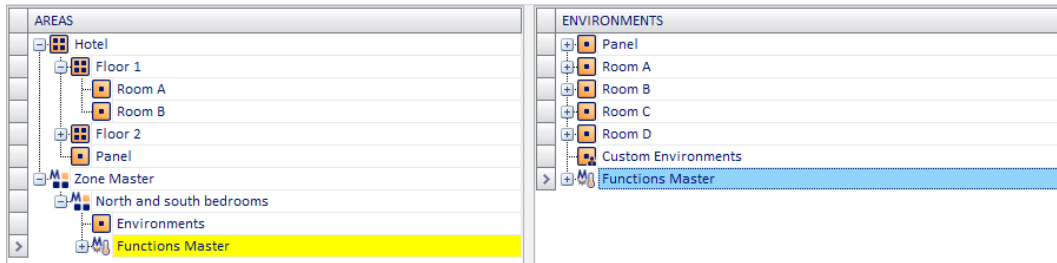 AREAS
Hotel
Floor 1
Room A
Room B
Floor 2
Panel
Zone Master
North and south bedrooms
Environments
Functions Master
ENVIRONMENTS
Panel
Room A
Room B
Room C
Room D
Custom Environments
Functions Master